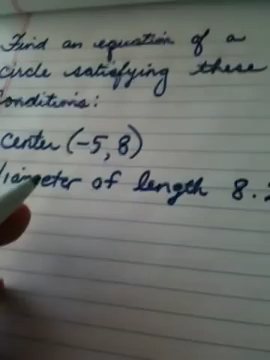 Find an equation of a
circle satisfying these
Conditions:
center (-5,8)
diameter of length 8.